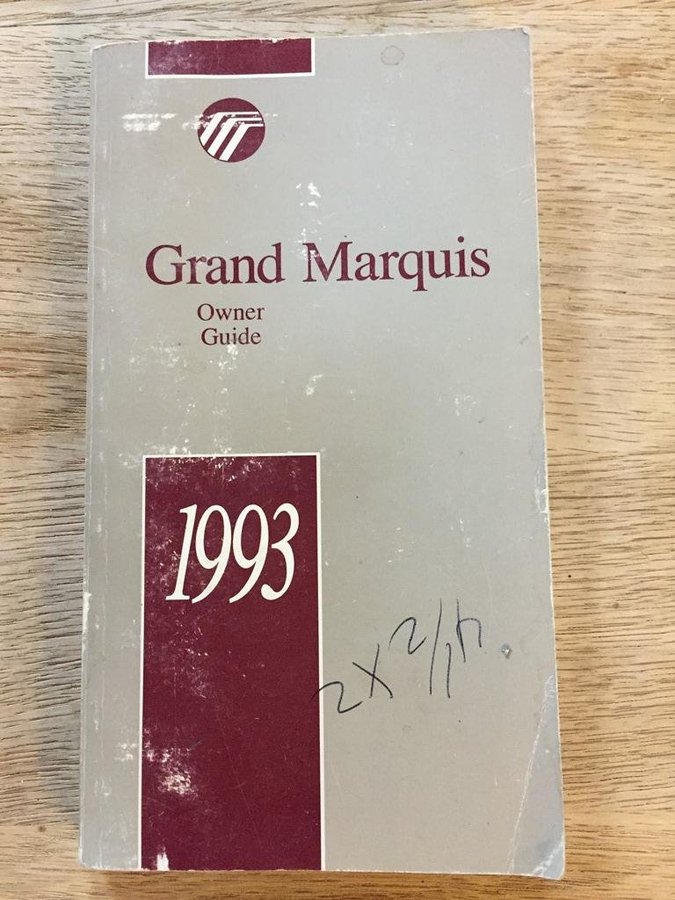 Grand Marquis
Owner
Guide
1993